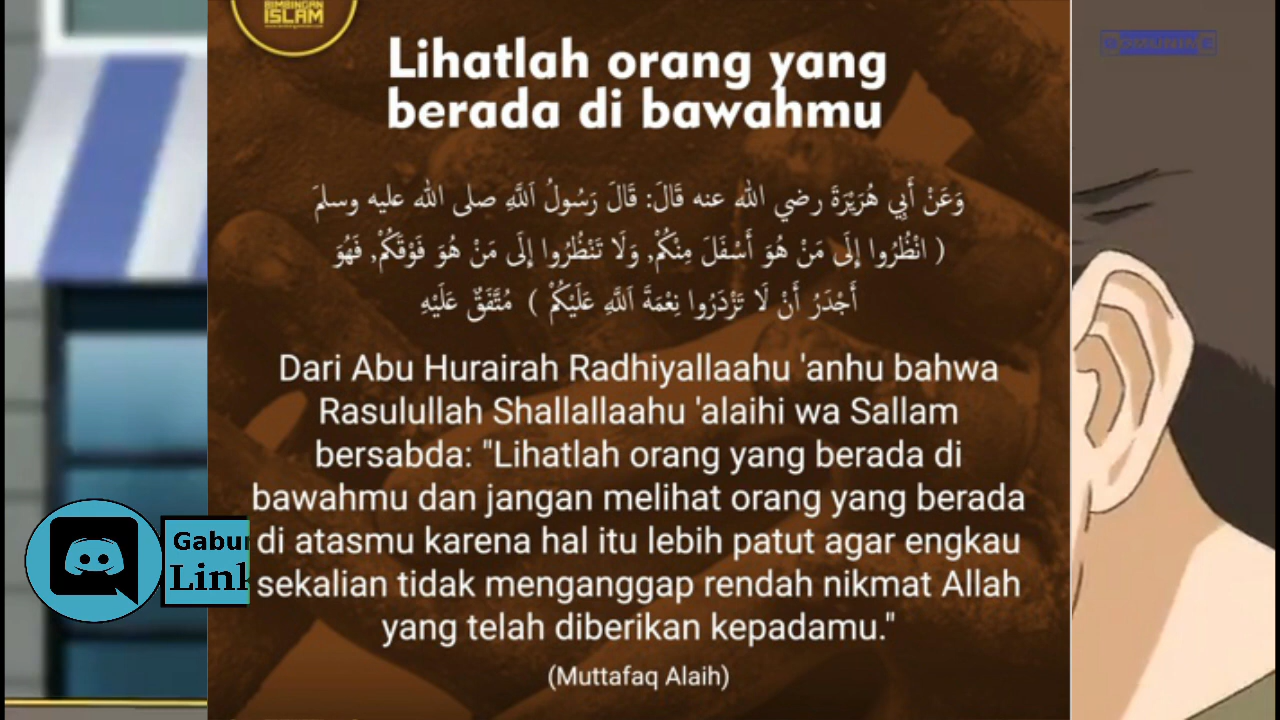 BIMBINGAN
ISLAM
Lihatlah orang yang
berada di bawahmu
وَعَنْ أَبِي هُرَيْرَةَ رضي الله عنه قَالَ: قَالَ رَسُولُ اَللَّهِ صلى الله عليه وسلمَ
( انْظُرُوا إِلَى مَنْ هُوَ أَسْفَلَ مِنْكُمْ, وَلَا تَنْظُرُوا إِلَى مَنْ هُوَ فَوْقَكُمْ, فَهُوَ
أَجْدَرُ أَنْ لَا تَزْدَرُوا نِعْمَةَ اَللَّهِ عَلَيْكُمْ ) مُتَّفَقٌ عَلَيْهِ
Dari Abu Hurairah Radhiyallaahu 'anhu bahwa
Rasulullah Shallallaahu 'alaihi wa Sallam
bersabda: "Lihatlah orang yang berada di
bawahmu dan jangan melihat orang yang berada
di atasmu karena hal itu lebih patut agar engkau
sekalian tidak menganggap rendah nikmat Allah
yang telah diberikan kepadamu."
(Muttafaq Alaih)
Gabun
Link